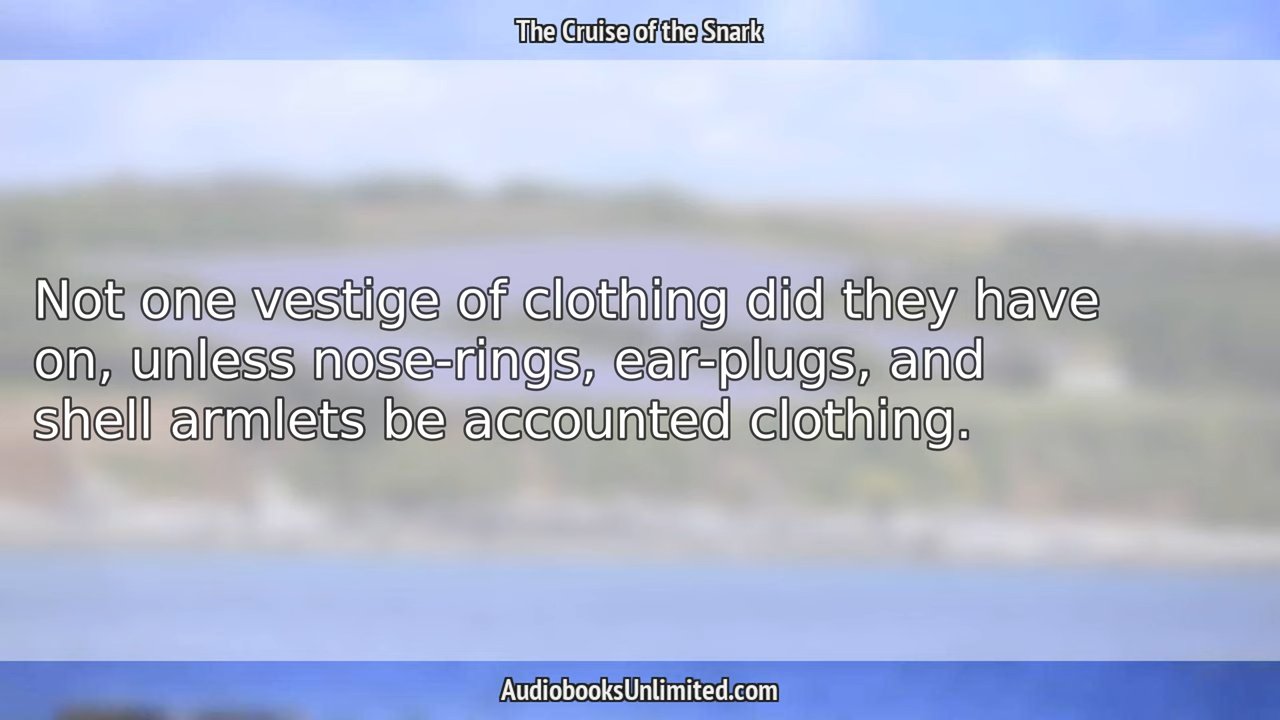 The Cruise of the Snark
Not one vestige of clothing did they have
on, unless nose-rings, ear-plugs, and
shell armlets be accounted clothing.
AudiobooksUnlimited.com